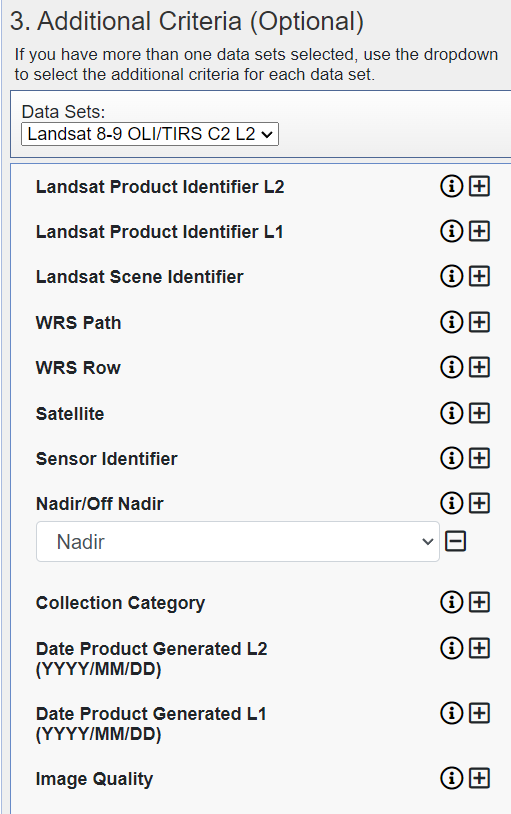 3. Additional Criteria (Optional)
If you have more than one data sets selected, use the dropdown
to select the additional criteria for each data set.
Data Sets:
Landsat 8-9 OLI/TIRS C2 L2
Landsat Product Identifier L2
Landsat Product Identifier L1
Landsat Scene Identifier
WRS Path
WRS Row
Satellite
Sensor Identifier
Nadir/Off Nadir
Nadir
Collection Category
Date Product Generated L2
(YYYY/MM/DD)
Date Product Generated L1
(YYYY/MM/DD)
Image Quality